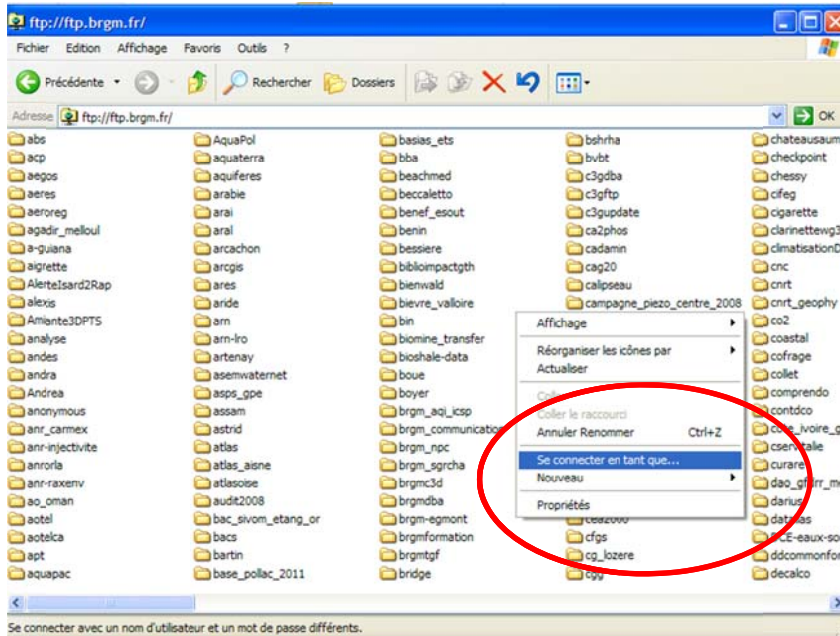 ftp://ftp.brgm.fr/
Fichier Edition Affichage Favoris Outils ?
Précédente Rechercher Dossiers
Adresse ftp://ftp.brgm.fr/ OK
abs
acp
aegos
aeres
aeroreg
agadir_melloul
a-guiana
aigrette
AlerteIsard2Rap
alexis
Amiante3DPTS
analyse
andes
andra
Andrea
anonymous
anr_carmex
anr-injectivite
anrorla
anr-raxenv
ao_oman
aotel
aotelca
apt
aquapac
AquaPol
aquaterra
aquiferes
arabie
arai
aral
arcachon
arcgis
ares
aride
arn
arn-lro
artenay
asemwaternet
asps_gpe
assam
astrid
atlas
atlas_aisne
atlasoise
audit2008
bac_sivom_etang_or
bacs
bartin
base_pollac_2011
basias_ets
bba
beachmed
beccaletto
benef_esout
benin
bessiere
biblioimpactgth
bienwald
bievre_valloire
bin
biomine_transfer
bioshale-data
boue
boyer
brgm_aqi_icsp
brgm_communication
brgm_npc
brgm_sgrcha
brgmc3d
brgmdba
brgm-egmont
brgmformation
brgmtgf
bridge
bshrha
bvbt
c3gdba
c3gftp
c3gupdate
ca2phos
cadamin
cag20
calipseau
campagne_piezo_centre_2008
Affichage
Réorganiser les icônes par
Actualiser
Coller le raccourci
Annuler Renommer Ctrl+Z
Se connecter en tant que...
Nouveau
Propriétés
cea2000
cfgs
cg_lozere
cgg
chateausaum
checkpoint
chessy
cifeg
cigarette
clarinettewg3
climatisationD
cnc
cnrt
cnrt_geophy
co2
coastal
cofrage
collet
comprendo
contdco
cote_ivoire_g
curare
darius
ddcommonfor
decalco
Se connecter avec un nom d'utilisateur et un mot de passe différents.